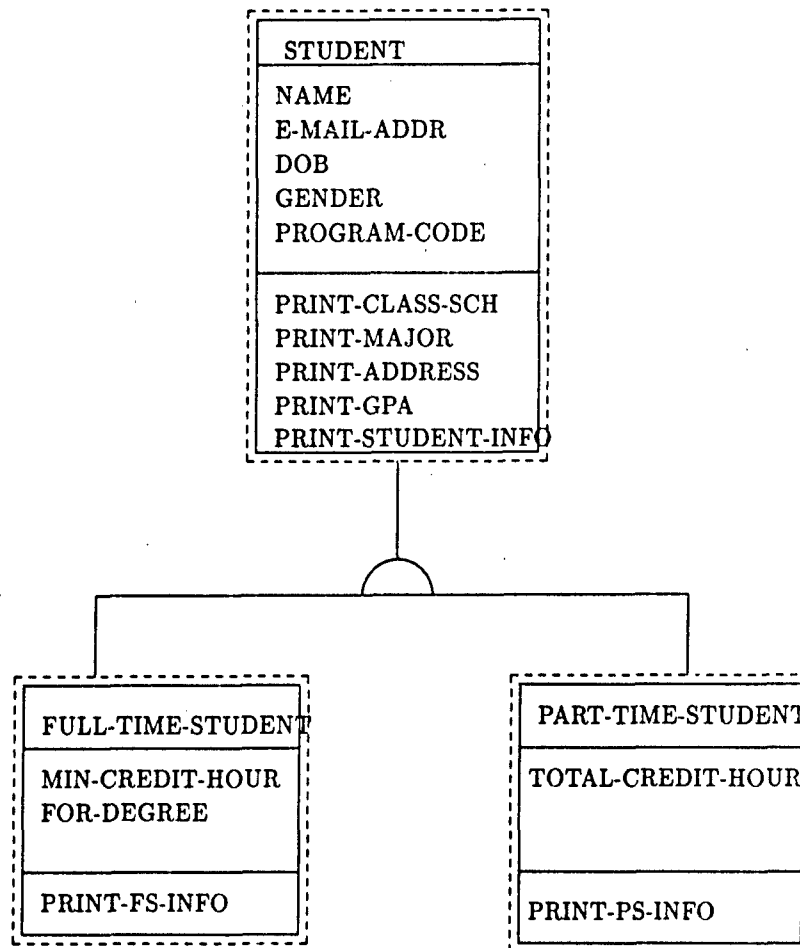 STUDENT
NAME
E-MAIL-ADDR
DOB
GENDER
PROGRAM-CODE
PRINT-CLASS-SCH
PRINT-MAJOR
PRINT-ADDRESS
PRINT-GPA
PRINT-STUDENT-INFO
FULL-TIME-STUDENT
MIN-CREDIT-HOUR
FOR-DEGREE
PRINT-FS-INFO
PART-TIME-STUDENT
TOTAL-CREDIT-HOUR
PRINT-PS-INFO